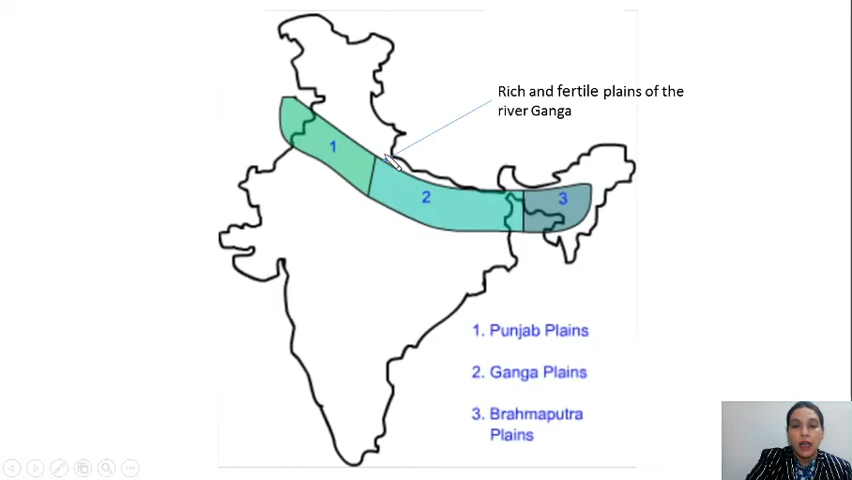 Rich and fertile plains of the
river Ganga
1
2
3
1. Punjab Plains
2. Ganga Plains
3. Brahmaputra
Plains